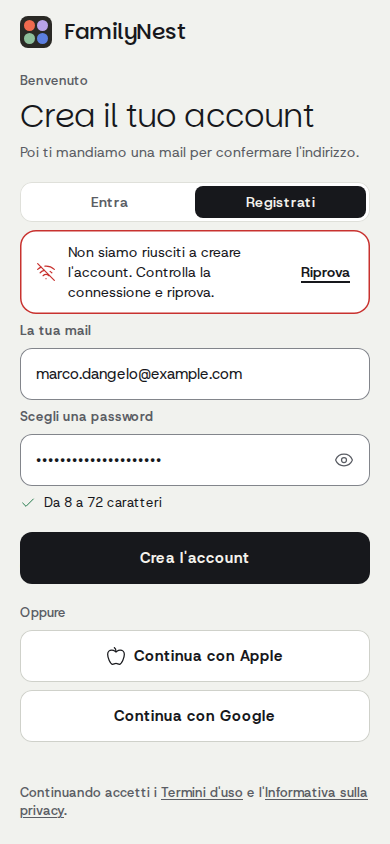 FamilyNest
Benvenuto
Crea il tuo account
Poi ti mandiamo una mail per confermare l'indirizzo.
Entra
Registrati
Non siamo riusciti a creare
l'account. Controlla la
connessione e riprova.
Riprova
La tua mail
marco.dangelo@example.com
Scegli una password
•••••••••••••••••••••
Da 8 a 72 caratteri
Crea l'account
Oppure
Continua con Apple
Continua con Google
Continuando accetti i Termini d'uso e l'Informativa sulla
privacy.